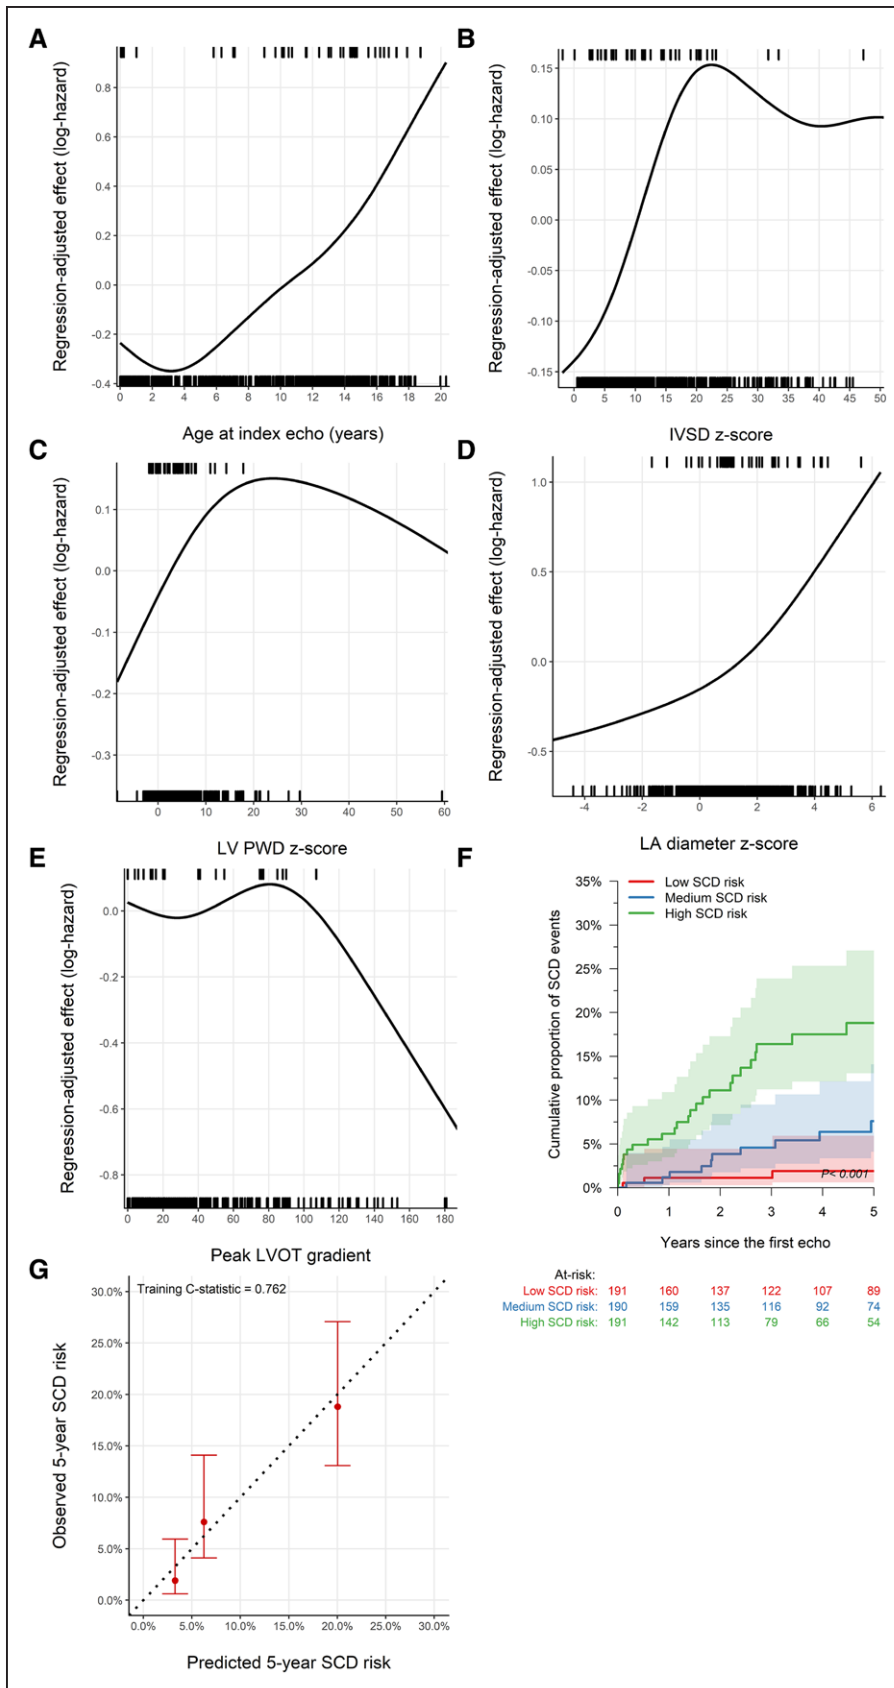 A
Regression-adjusted effect (log-hazard)
0.8
0.6
0.4
0.2
0.0
-0.2
-0.4
0 2 4 6 8 10 12 14 16 18 20
Age at index echo (years)
B
Regression-adjusted effect (log-hazard)
0.15
0.10
0.05
0.00
-0.05
-0.10
-0.15
0 5 10 15 20 25 30 35 40 45 50
IVSD z-score
C
Regression-adjusted effect (log-hazard)
0.1
0.0
-0.1
-0.2
-0.3
0 10 20 30 40 50 60
LV PWD z-score
D
Regression-adjusted effect (log-hazard)
1.0
0.5
0.0
-0.5
-4 -2 0 2 4 6
LA diameter z-score
E
Regression-adjusted effect (log-hazard)
0.0
-0.2
-0.4
-0.6
-0.8
0 20 40 60 80 100 120 140 160 180
Peak LVOT gradient
F
Cumulative proportion of SCD events
35%
30%
25%
20%
15%
10%
5%
0%
Low SCD risk
Medium SCD risk
High SCD risk
P< 0.001
0 1 2 3 4 5
Years since the first echo
At-risk:
Low SCD risk: 191 160 137 122 107 89
Medium SCD risk: 190 159 135 116 92 74
High SCD risk: 191 142 113 79 66 54
G
Observed 5-year SCD risk
Training C-statistic = 0.762
30.0%
20.0%
15.0%
10.0%
5.0%
0.0%
0.0% 5.0% 10.0% 15.0% 20.0% 25.0% 30.0%
Predicted 5-year SCD risk